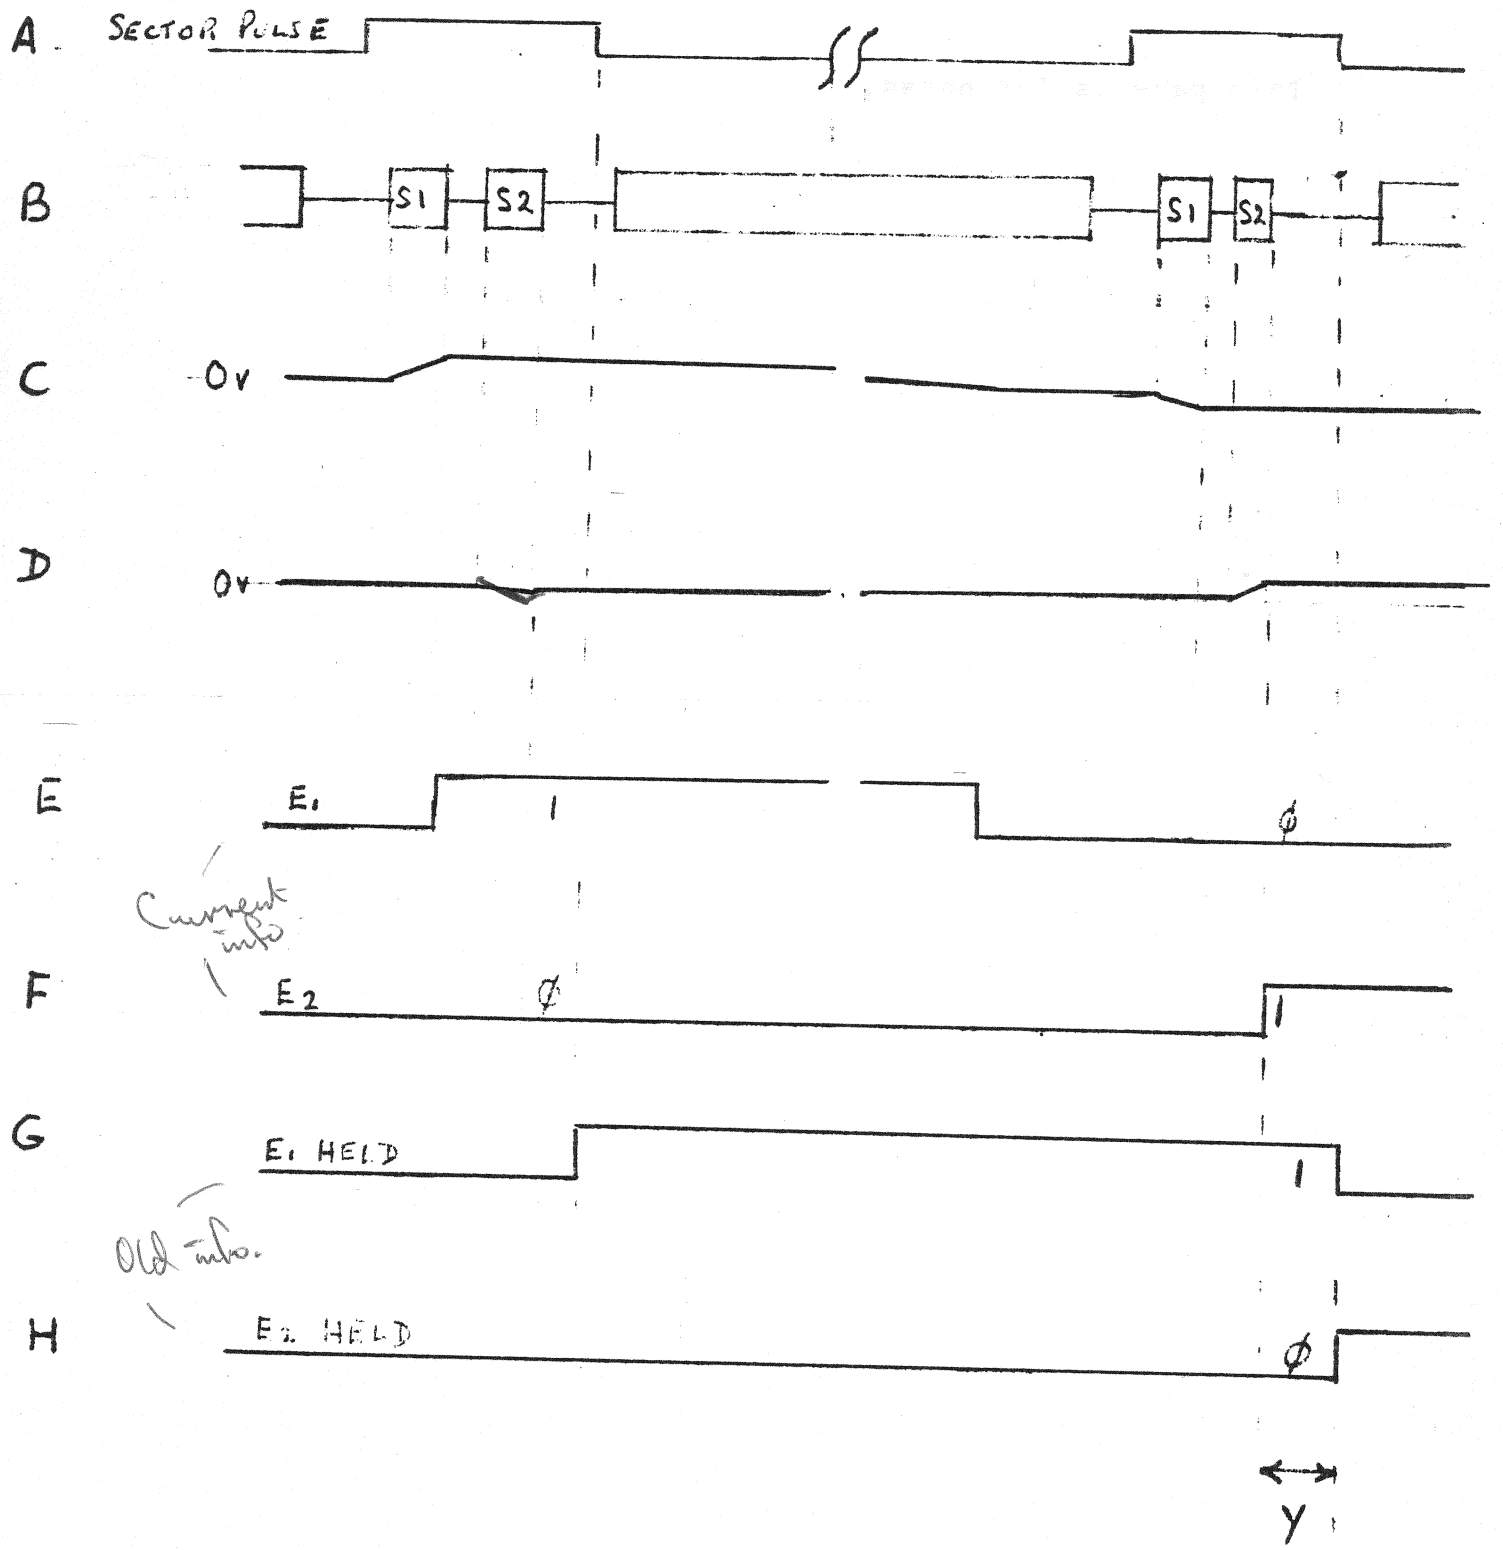 A SECTOR PULSE
B S1 S2 S1 S2
C 0v
D 0v
E E1 1 Ø
Current
info
F E2 Ø 1
G E1 HELD 1
Old info.
H E2 HELD Ø
Y